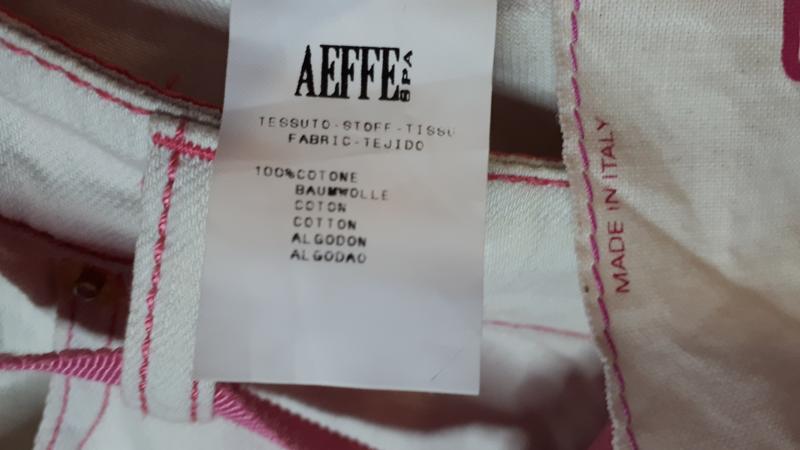 AEFFE SPA
TESSUTO-STOFF-TISSU
FABRIC-TEJIDO
100%COTONE
BAUMWOLLE
COTON
COTTON
ALGODON
ALGODAO
MADE IN ITALY